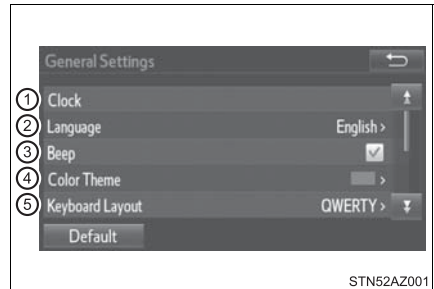 General Settings
1 Clock
2 Language English >
3 Beep
4 Color Theme >
5 Keyboard Layout QWERTY >
Default
STN52AZ001